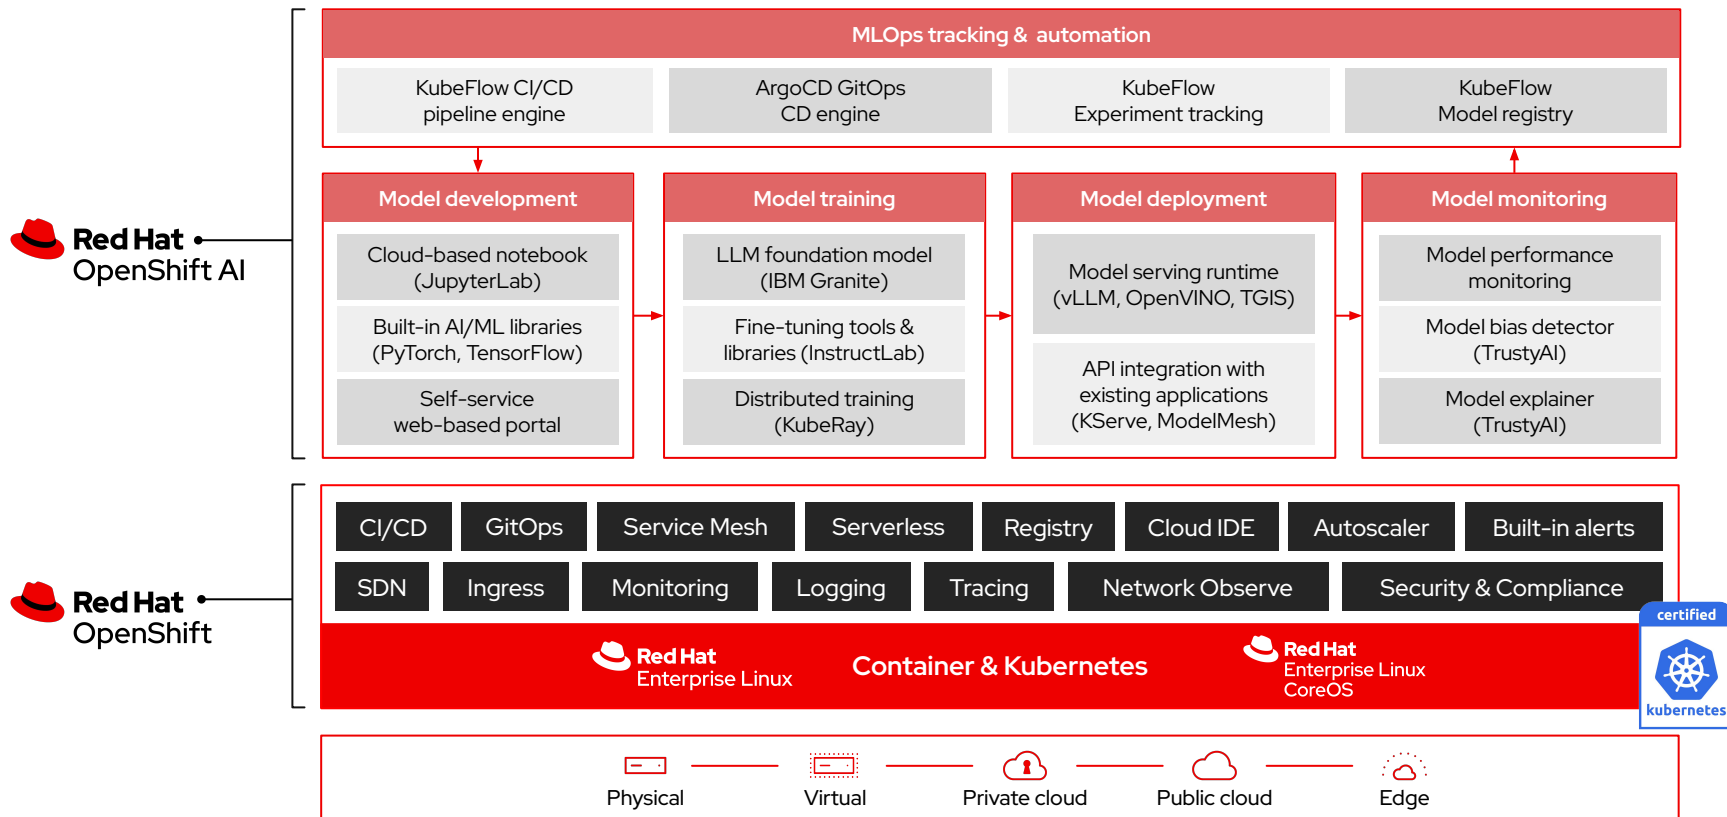 MLOps tracking & automation
KubeFlow CI/CD
pipeline engine
ArgoCD GitOps
CD engine
KubeFlow
Experiment tracking
KubeFlow
Model registry
Red Hat
OpenShift AI
Model development
Cloud-based notebook
(JupyterLab)
Built-in AI/ML libraries
(PyTorch, TensorFlow)
Self-service
web-based portal
Model training
LLM foundation model
(IBM Granite)
Fine-tuning tools &
libraries (InstructLab)
Distributed training
(KubeRay)
Model deployment
Model serving runtime
(vLLM, OpenVINO, TGIS)
API integration with
existing applications
(KServe, ModelMesh)
Model monitoring
Model performance
monitoring
Model bias detector
(TrustyAI)
Model explainer
(TrustyAI)
Red Hat
OpenShift
CI/CD
GitOps
Service Mesh
Serverless
Registry
Cloud IDE
Autoscaler
Built-in alerts
SDN
Ingress
Monitoring
Logging
Tracing
Network Observe
Security & Compliance
Red Hat
Enterprise Linux
Container & Kubernetes
Red Hat
Enterprise Linux
CoreOS
certified
kubernetes
Physical
Virtual
Private cloud
Public cloud
Edge